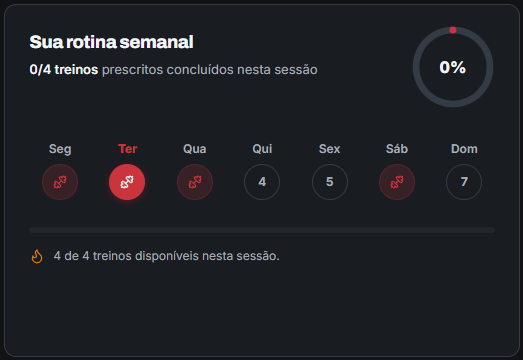 Sua rotina semanal
0/4 treinos prescritos concluídos nesta sessão
0%
Seg Ter Qua Qui Sex Sáb Dom
4 5 7
4 de 4 treinos disponíveis nesta sessão.